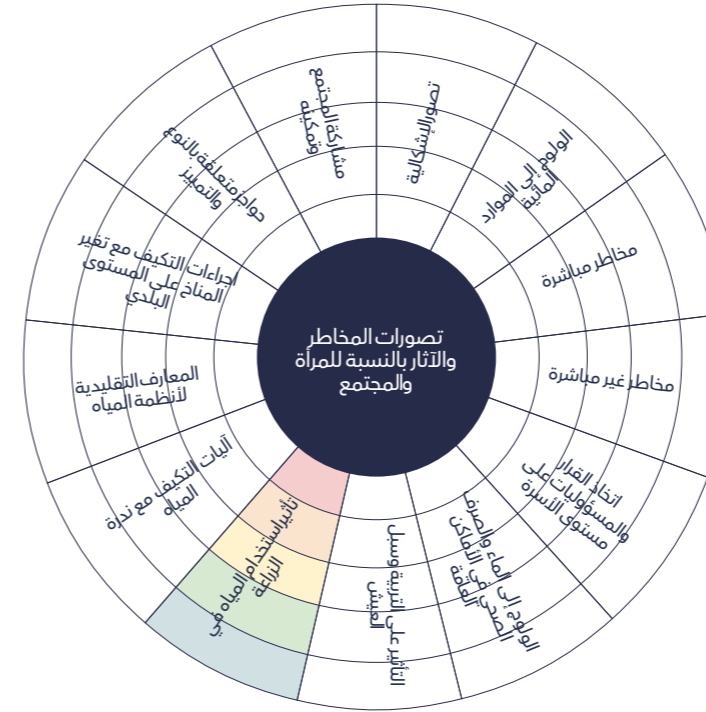 تصورات المخاطر
والآثار بالنسبة للمرأة
والمجتمع
تصور الإشكالية
الولوج إلى الموارد
المائية
مخاطر مباشرة
مخاطر غير مباشرة
اتخاذ القرار
والمسؤوليات على
مستوى الأسرة
الولوج إلى الماء والصرف
الصحي في الأماكن
العامة
التأثير على التربية وسبل
العيش
تأثير استخدام المياه في
الزراعة
آليات التكيف مع ندرة
المياه
المعارف التقليدية
لأنظمة المياه
اجراءات التكيف مع تغير
المناخ على المستوى
البلدي
حواجز متعلقة بالنوع
والتمييز
مشاركة المجتمع
وتمكينه